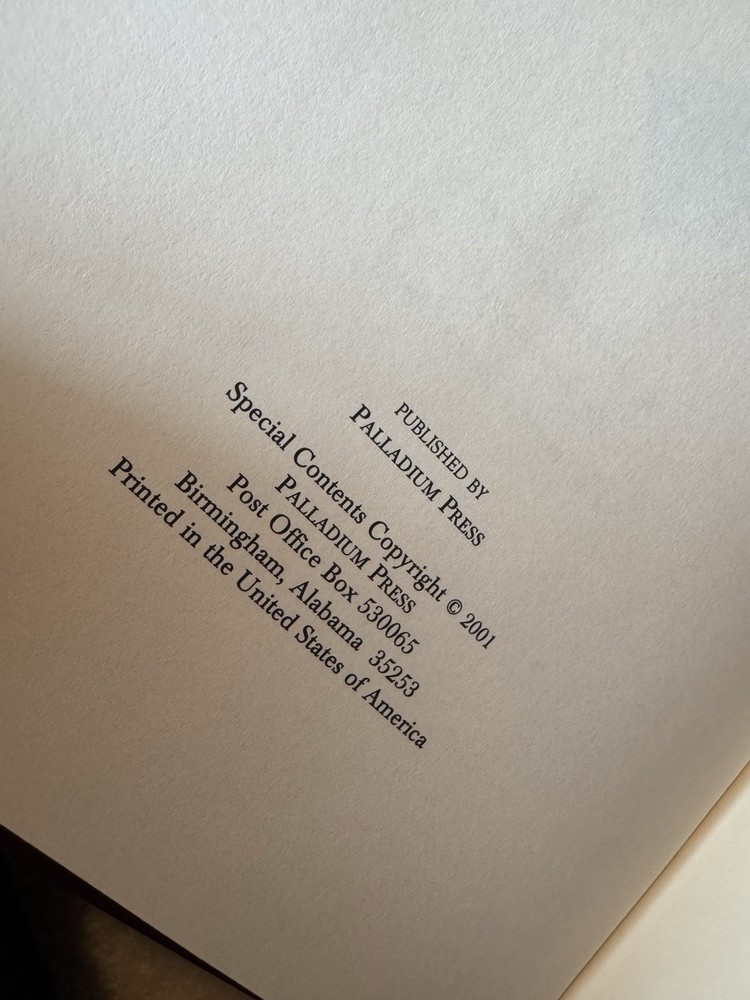 PUBLISHED BY
PALLADIUM PRESS
Special Contents Copyright © 2001
PALLADIUM PRESS
Post Office Box 530065
Birmingham, Alabama 35253
Printed in the United States of America